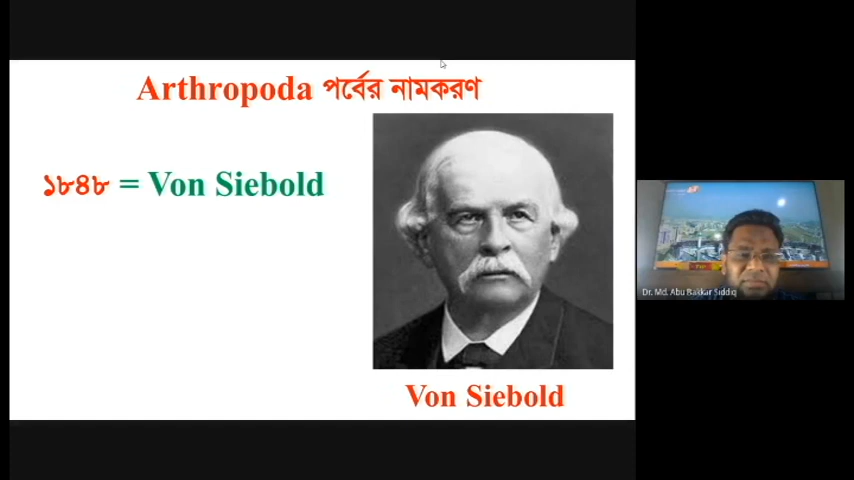 Arthropoda পর্বের নামকরণ
১৮৪৮ = Von Siebold
Von Siebold
Dr. Md. Abu Bakkar Siddiq